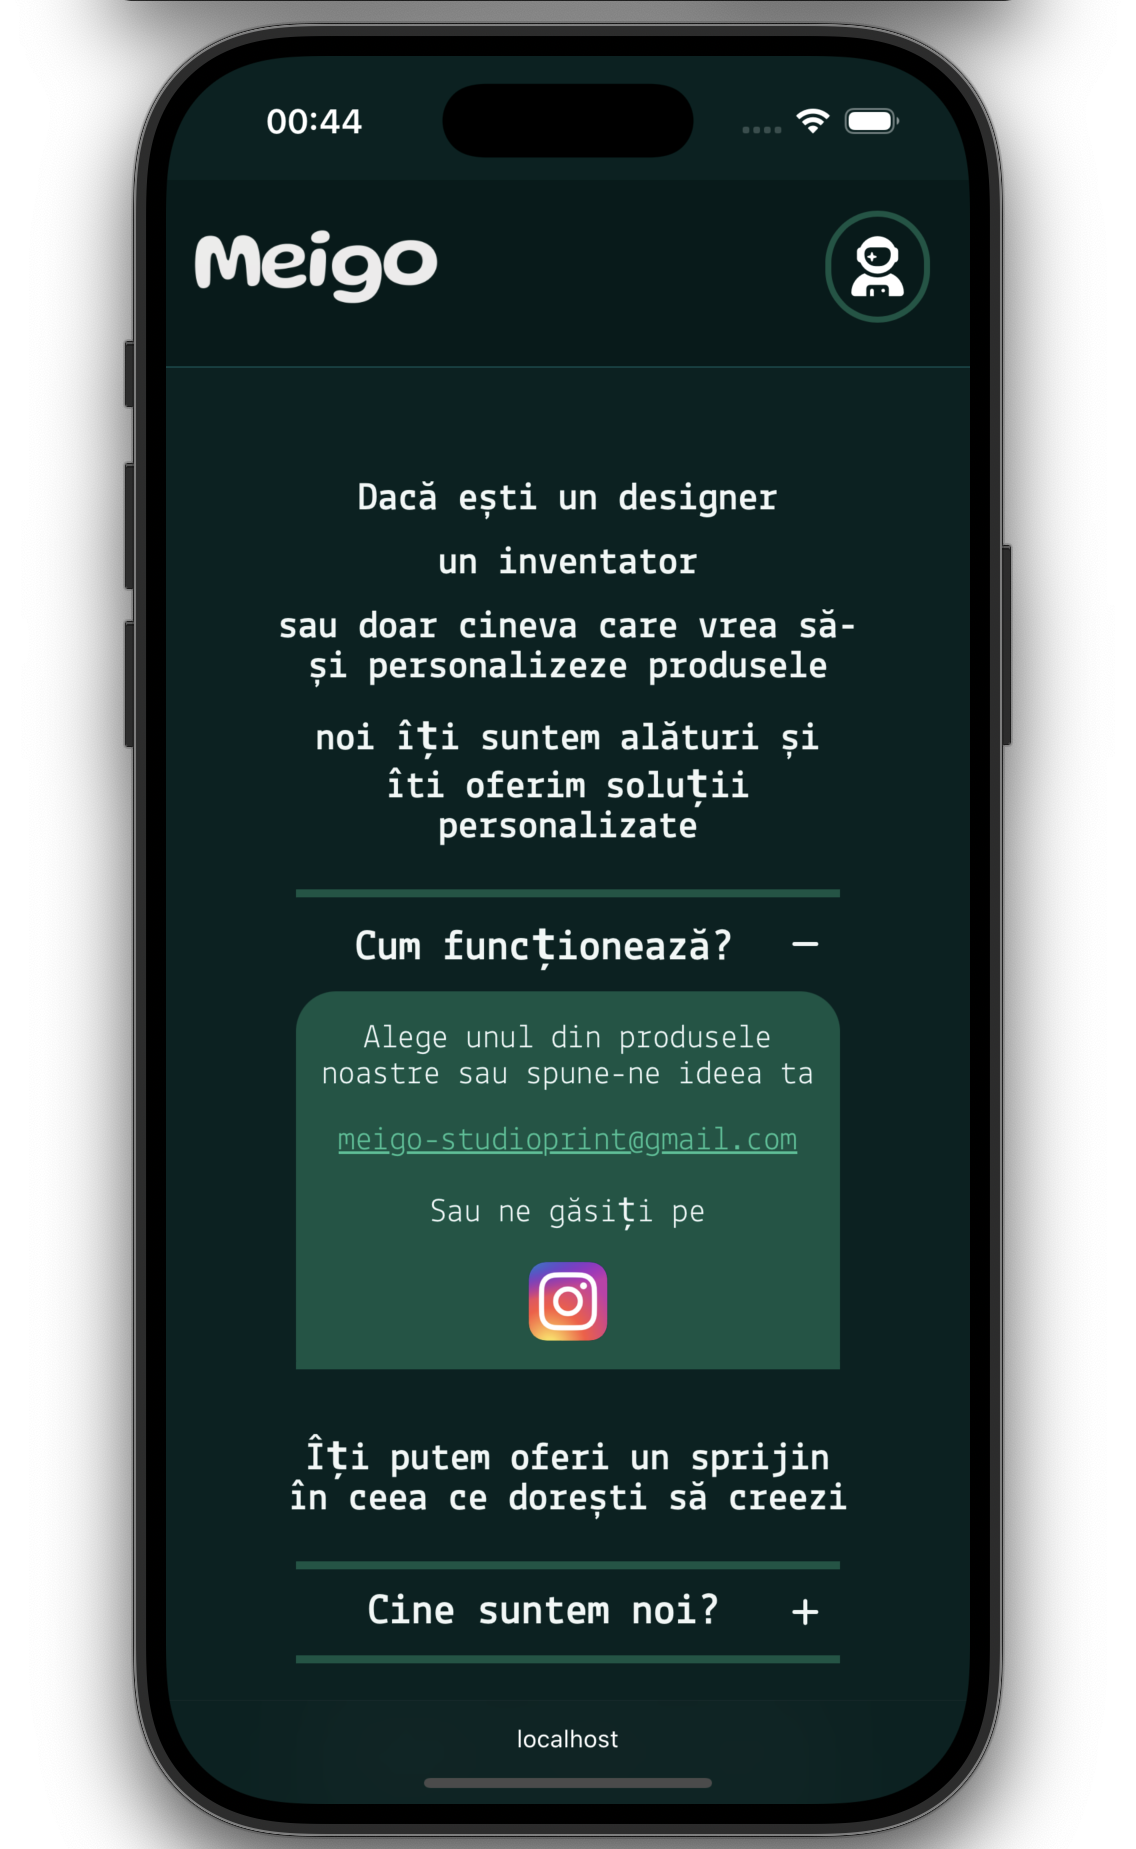 00:44
Meigo
Dacă ești un designer
un inventator
sau doar cineva care vrea să-
și personalizeze produsele
noi îți suntem alături și
îti oferim soluții
personalizate
Cum funcționează? −
Alege unul din produsele
noastre sau spune-ne ideea ta
meigo-studioprint@gmail.com
Sau ne găsiți pe
Îți putem oferi un sprijin
în ceea ce dorești să creezi
Cine suntem noi? +
localhost